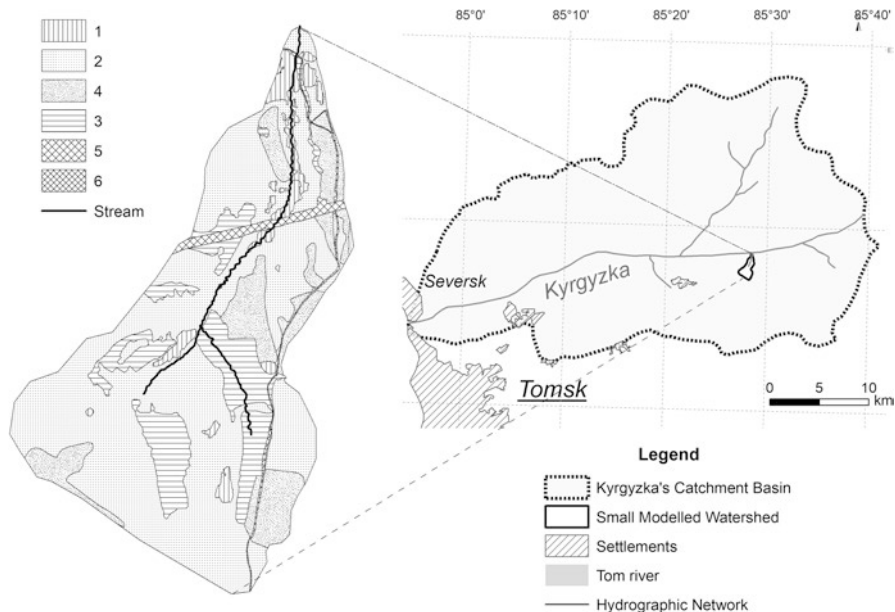 85°0'
85°10'
85°20'
85°30'
85°40'
1
2
4
3
5
6
Stream
Seversk
Kyrgyzka
Tomsk
0 5 10
km
Legend
Kyrgyzka's Catchment Basin
Small Modelled Watershed
Settlements
Tom river
Hydrographic Network